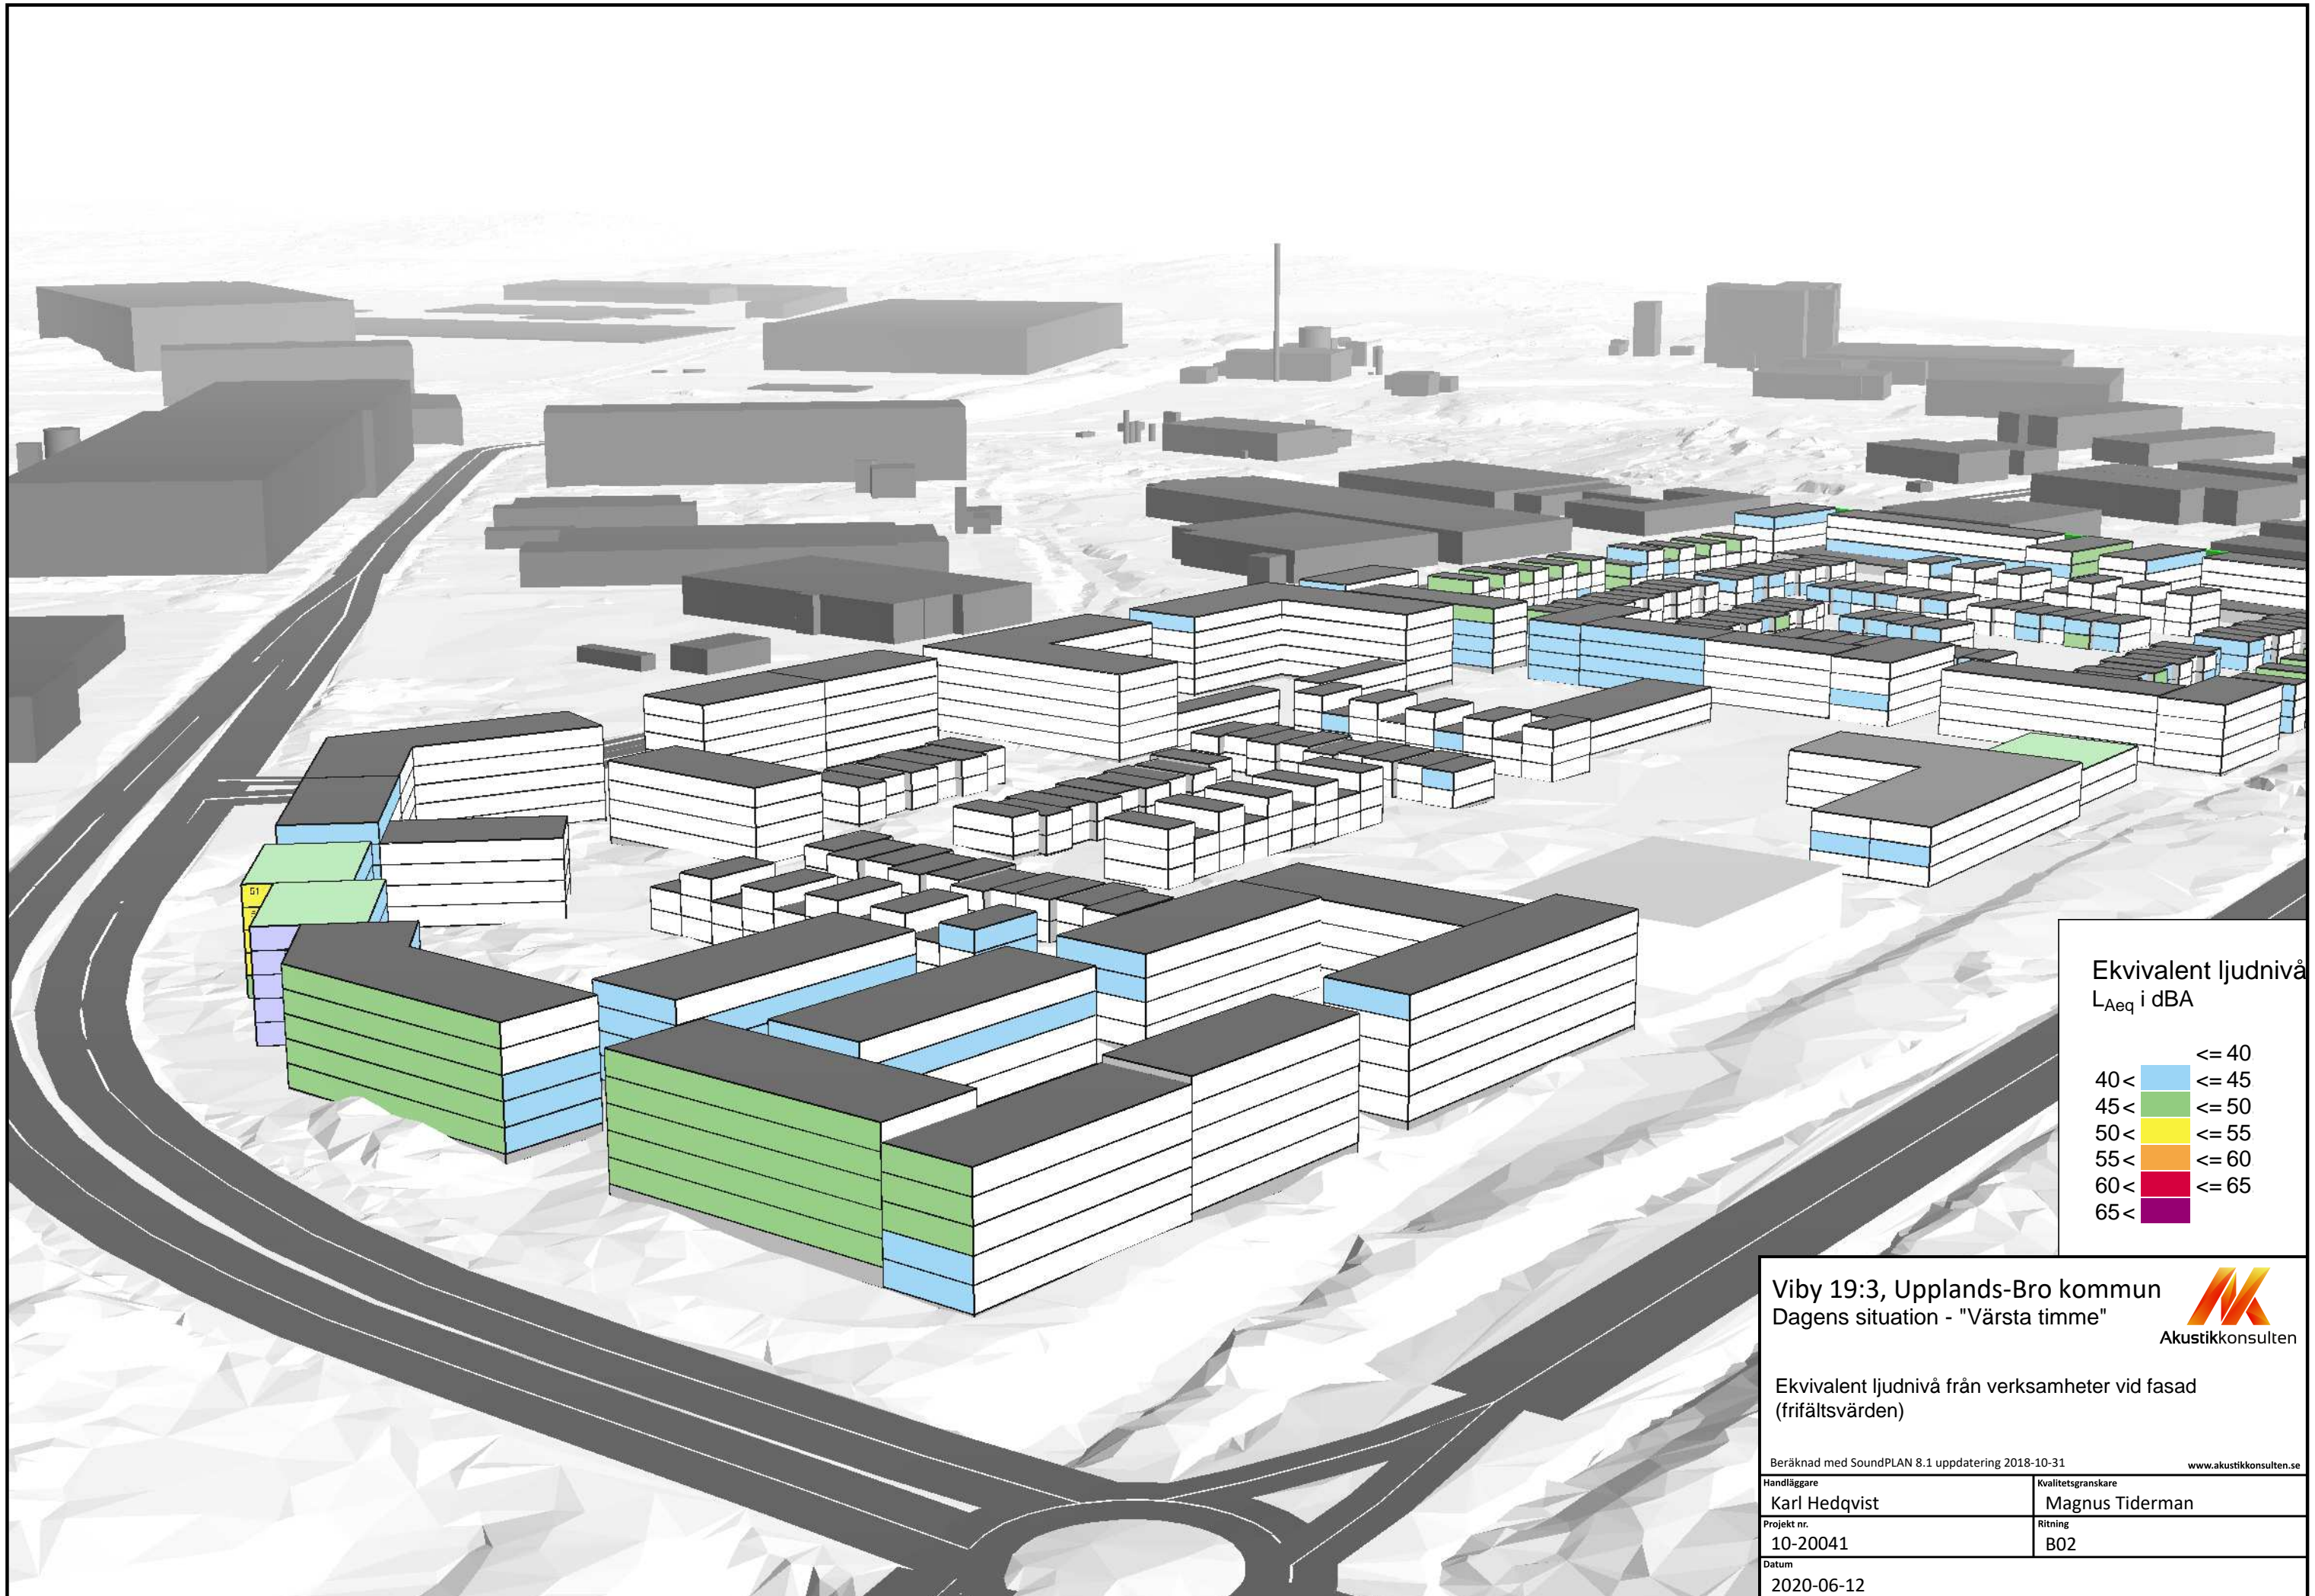 51
Ekvivalent ljudnivå
LAeq i dBA
<= 40
40< <= 45
45< <= 50
50< <= 55
55< <= 60
60< <= 65
65<
Viby 19:3, Upplands-Bro kommun
Dagens situation - "Värsta timme"
Akustikkonsulten
Ekvivalent ljudnivå från verksamheter vid fasad
(frifältsvärden)
Beräknad med SoundPLAN 8.1 uppdatering 2018-10-31
www.akustikkonsulten.se
Handläggare
Karl Hedqvist
Kvalitetsgranskare
Magnus Tiderman
Projekt nr.
10-20041
Ritning
B02
Datum
2020-06-12